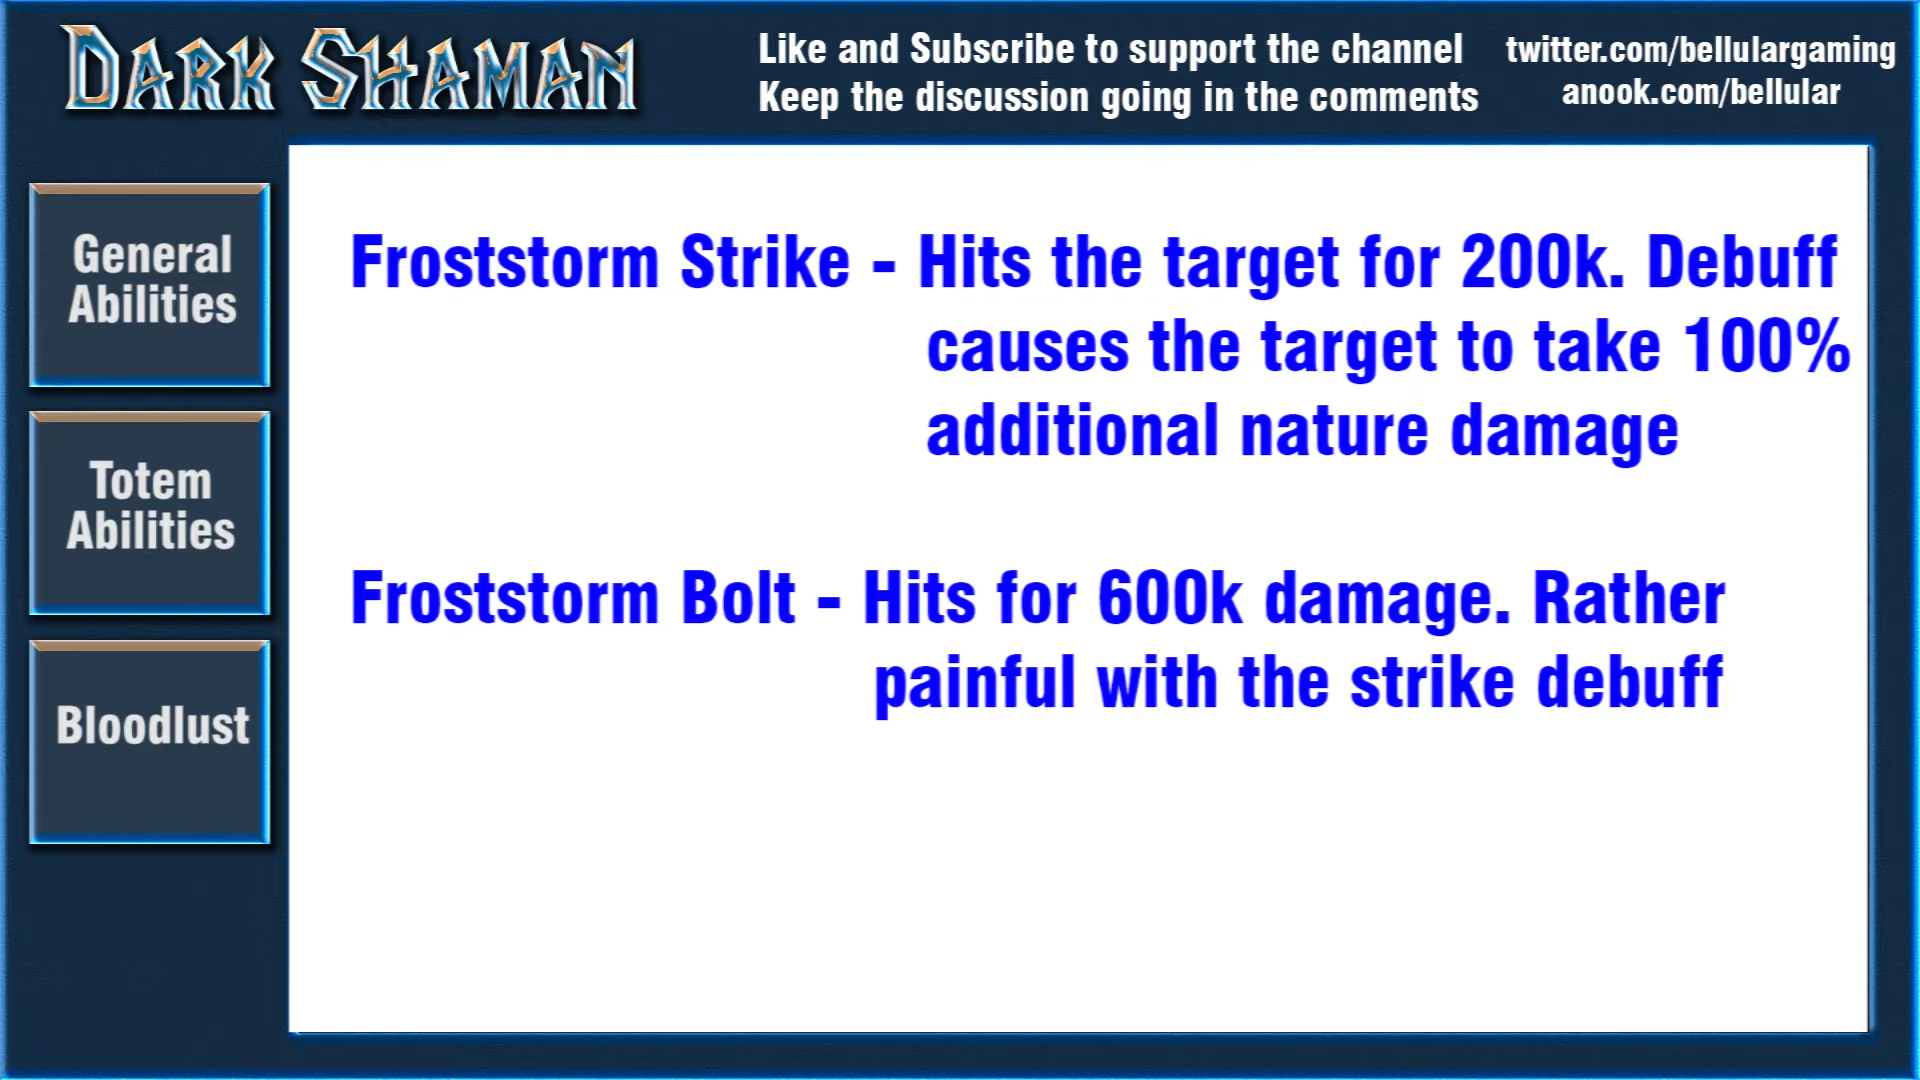 Dark Shaman
Like and Subscribe to support the channel
Keep the discussion going in the comments
twitter.com/bellulargaming
anook.com/bellular
General
Abilities
Totem
Abilities
Bloodlust
Froststorm Strike - Hits the target for 200k. Debuff
causes the target to take 100%
additional nature damage
Froststorm Bolt - Hits for 600k damage. Rather
painful with the strike debuff